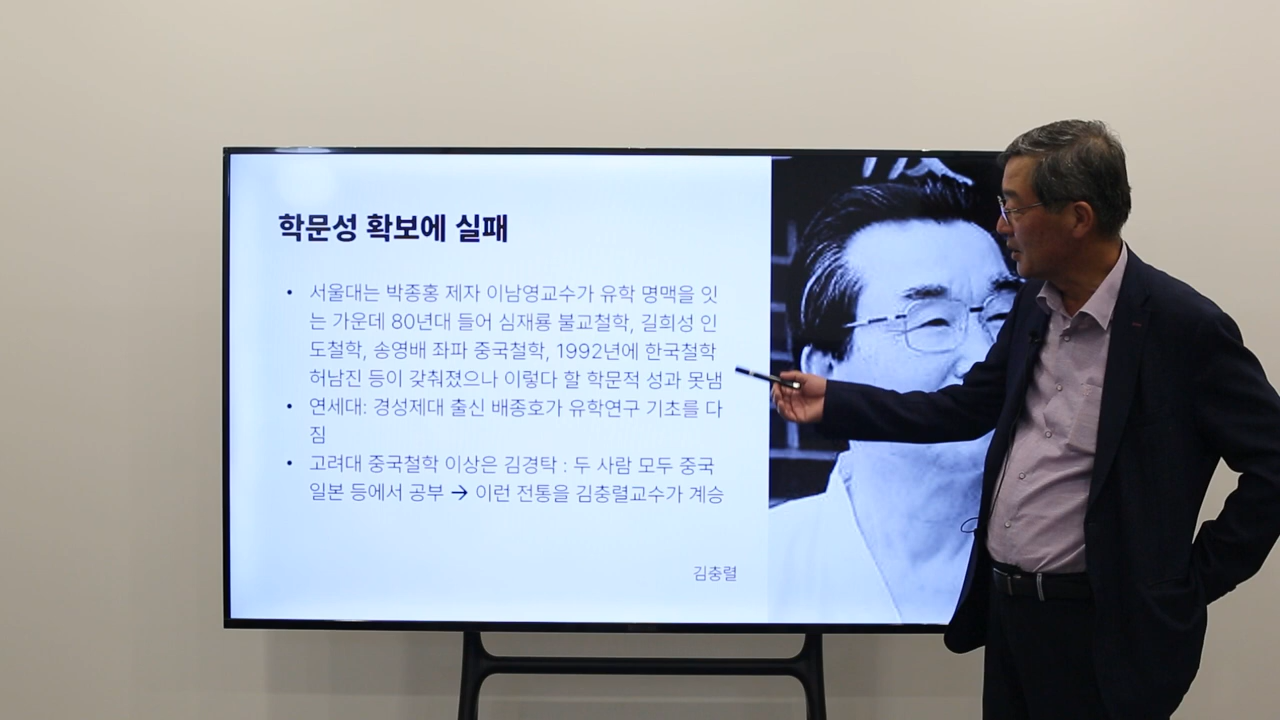 학문성 확보에 실패
• 서울대는 박종홍 제자 이남영교수가 유학 명맥을 잇
는 가운데 80년대 들어 심재룡 불교철학, 길희성 인
도철학, 송영배 좌파 중국철학, 1992년에 한국철학
허남진 등이 갖춰졌으나 이렇다 할 학문적 성과 못냄
• 연세대: 경성제대 출신 배종호가 유학연구 기초를 다
짐
• 고려대 중국철학 이상은 김경탁 : 두 사람 모두 중국
일본 등에서 공부 → 이런 전통을 김충렬교수가 계승
김충렬